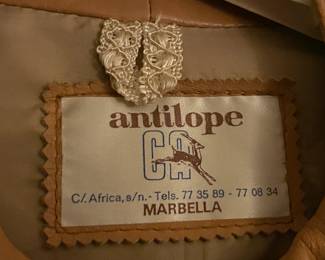 antilope
CA
C/. Africa, s/n.- Tels. 77 35 89 - 77 08 34
MARBELLA